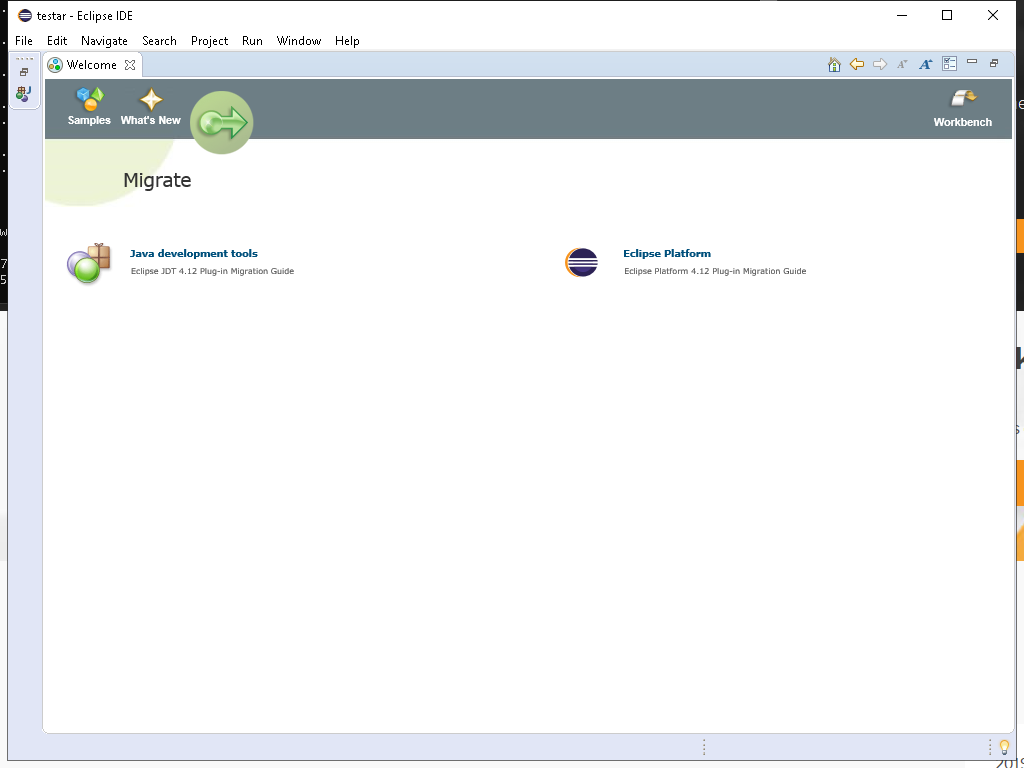 testar - Eclipse IDE
File Edit Navigate Search Project Run Window Help
Welcome
Samples What's New Workbench
Migrate
Java development tools
Eclipse JDT 4.12 Plug-in Migration Guide
Eclipse Platform
Eclipse Platform 4.12 Plug-in Migration Guide